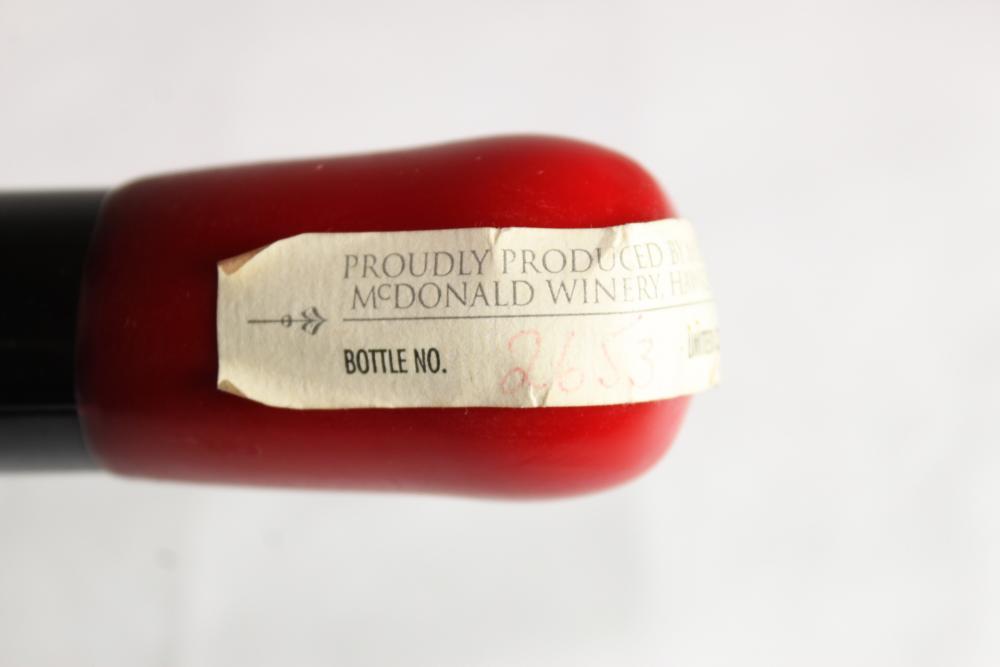 PROUDLY PRODUCED BY
McDONALD WINERY,
BOTTLE NO. 2653